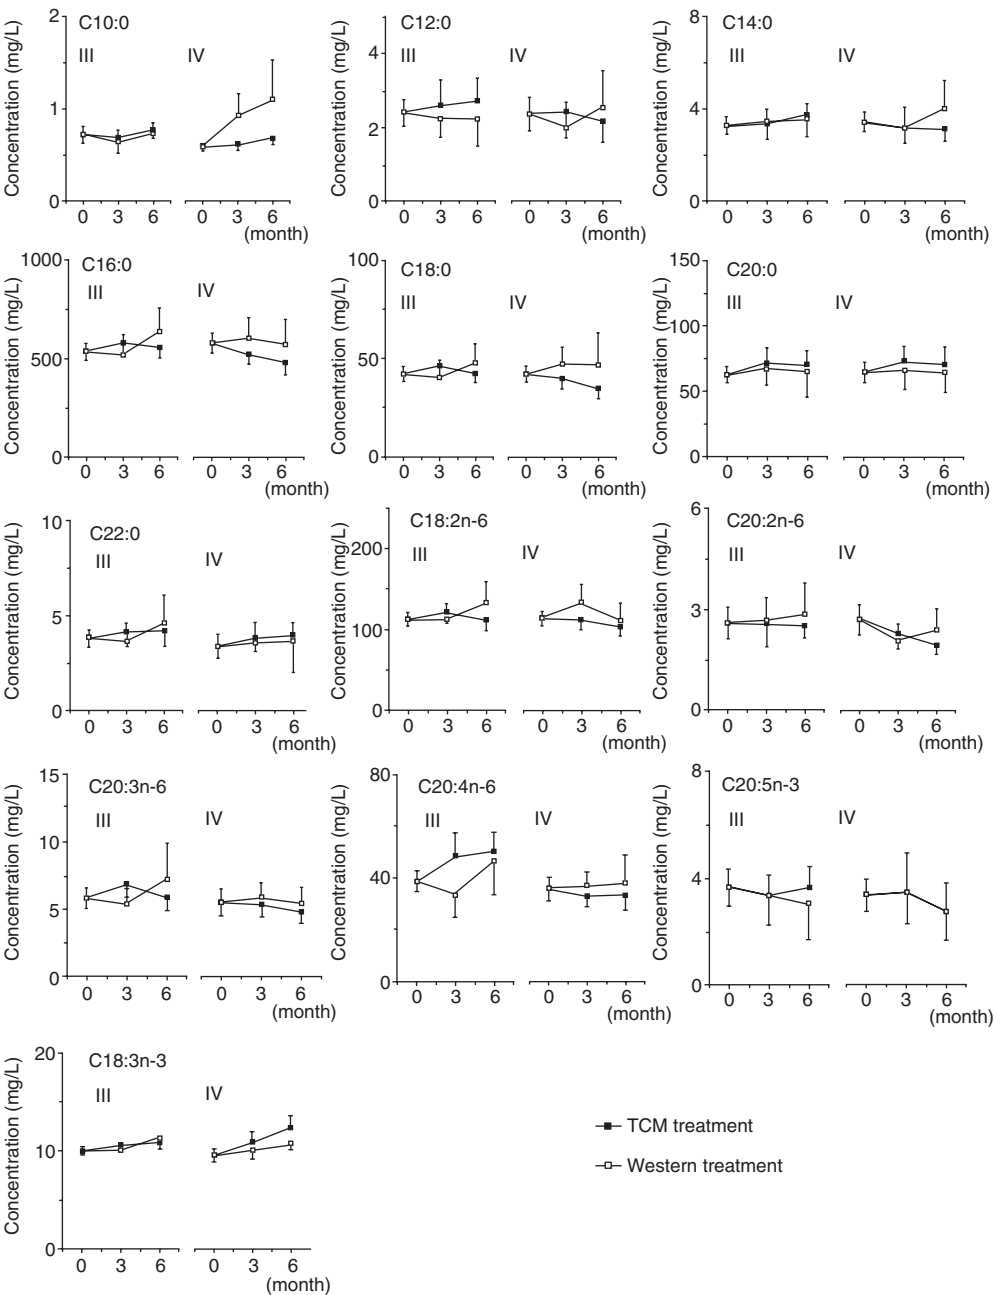 C10:0
III
IV
Concentration (mg/L)
2
1
0
0 3 6 0 3 6
(month)
C12:0
III
IV
Concentration (mg/L)
4
2
0
0 3 6 0 3 6
(month)
C14:0
III
IV
Concentration (mg/L)
8
4
0
0 3 6 0 3 6
(month)
C16:0
III
IV
Concentration (mg/L)
1000
500
0
0 3 6 0 3 6
(month)
C18:0
III
IV
Concentration (mg/L)
100
50
0
0 3 6 0 3 6
(month)
C20:0
III
IV
Concentration (mg/L)
150
100
50
0
0 3 6 0 3 6
(month)
C22:0
III
IV
Concentration (mg/L)
10
5
0
0 3 6 0 3 6
(month)
C18:2n-6
III
IV
Concentration (mg/L)
200
100
0
0 3 6 0 3 6
(month)
C20:2n-6
III
IV
Concentration (mg/L)
6
3
0
0 3 6 0 3 6
(month)
C20:3n-6
III
IV
Concentration (mg/L)
15
10
5
0
0 3 6 0 3 6
(month)
C20:4n-6
III
IV
Concentration (mg/L)
80
40
0
0 3 6 0 3 6
(month)
C20:5n-3
III
IV
Concentration (mg/L)
8
4
0
0 3 6 0 3 6
(month)
C18:3n-3
III
IV
Concentration (mg/L)
20
10
0
0 3 6 0 3 6
(month)
TCM treatment
Western treatment